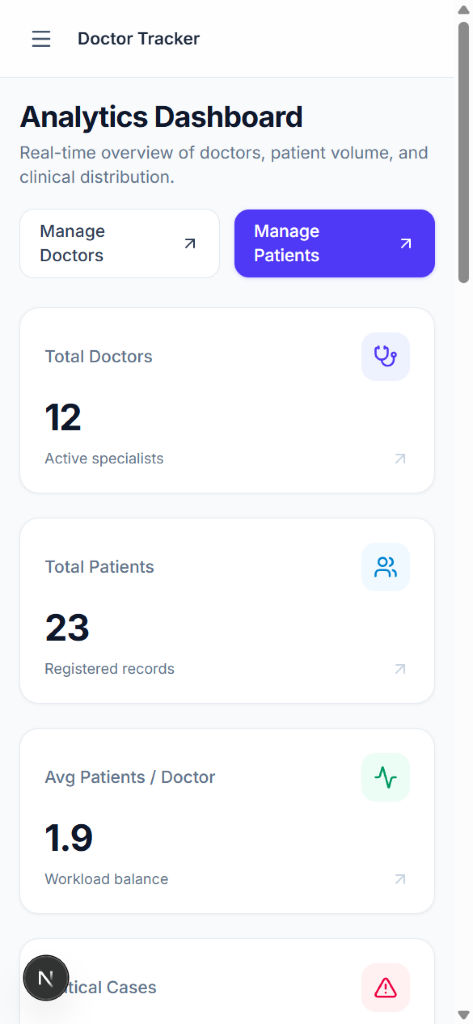 Doctor Tracker
Analytics Dashboard
Real-time overview of doctors, patient volume, and
clinical distribution.
Manage
Doctors
Manage
Patients
Total Doctors
12
Active specialists
Total Patients
23
Registered records
Avg Patients / Doctor
1.9
Workload balance
N
Cases